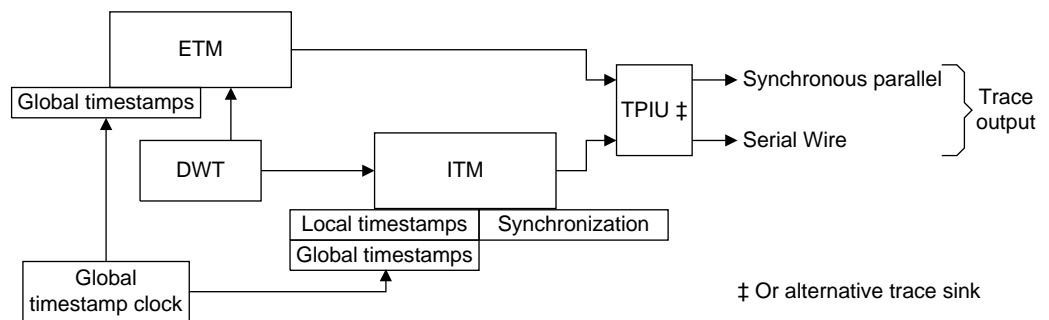 ETM
Global timestamps
DWT
ITM
Local timestamps
Synchronization
Global timestamps
Global
timestamp clock
TPIU ‡
Synchronous parallel
Serial Wire
Trace
output
‡ Or alternative trace sink